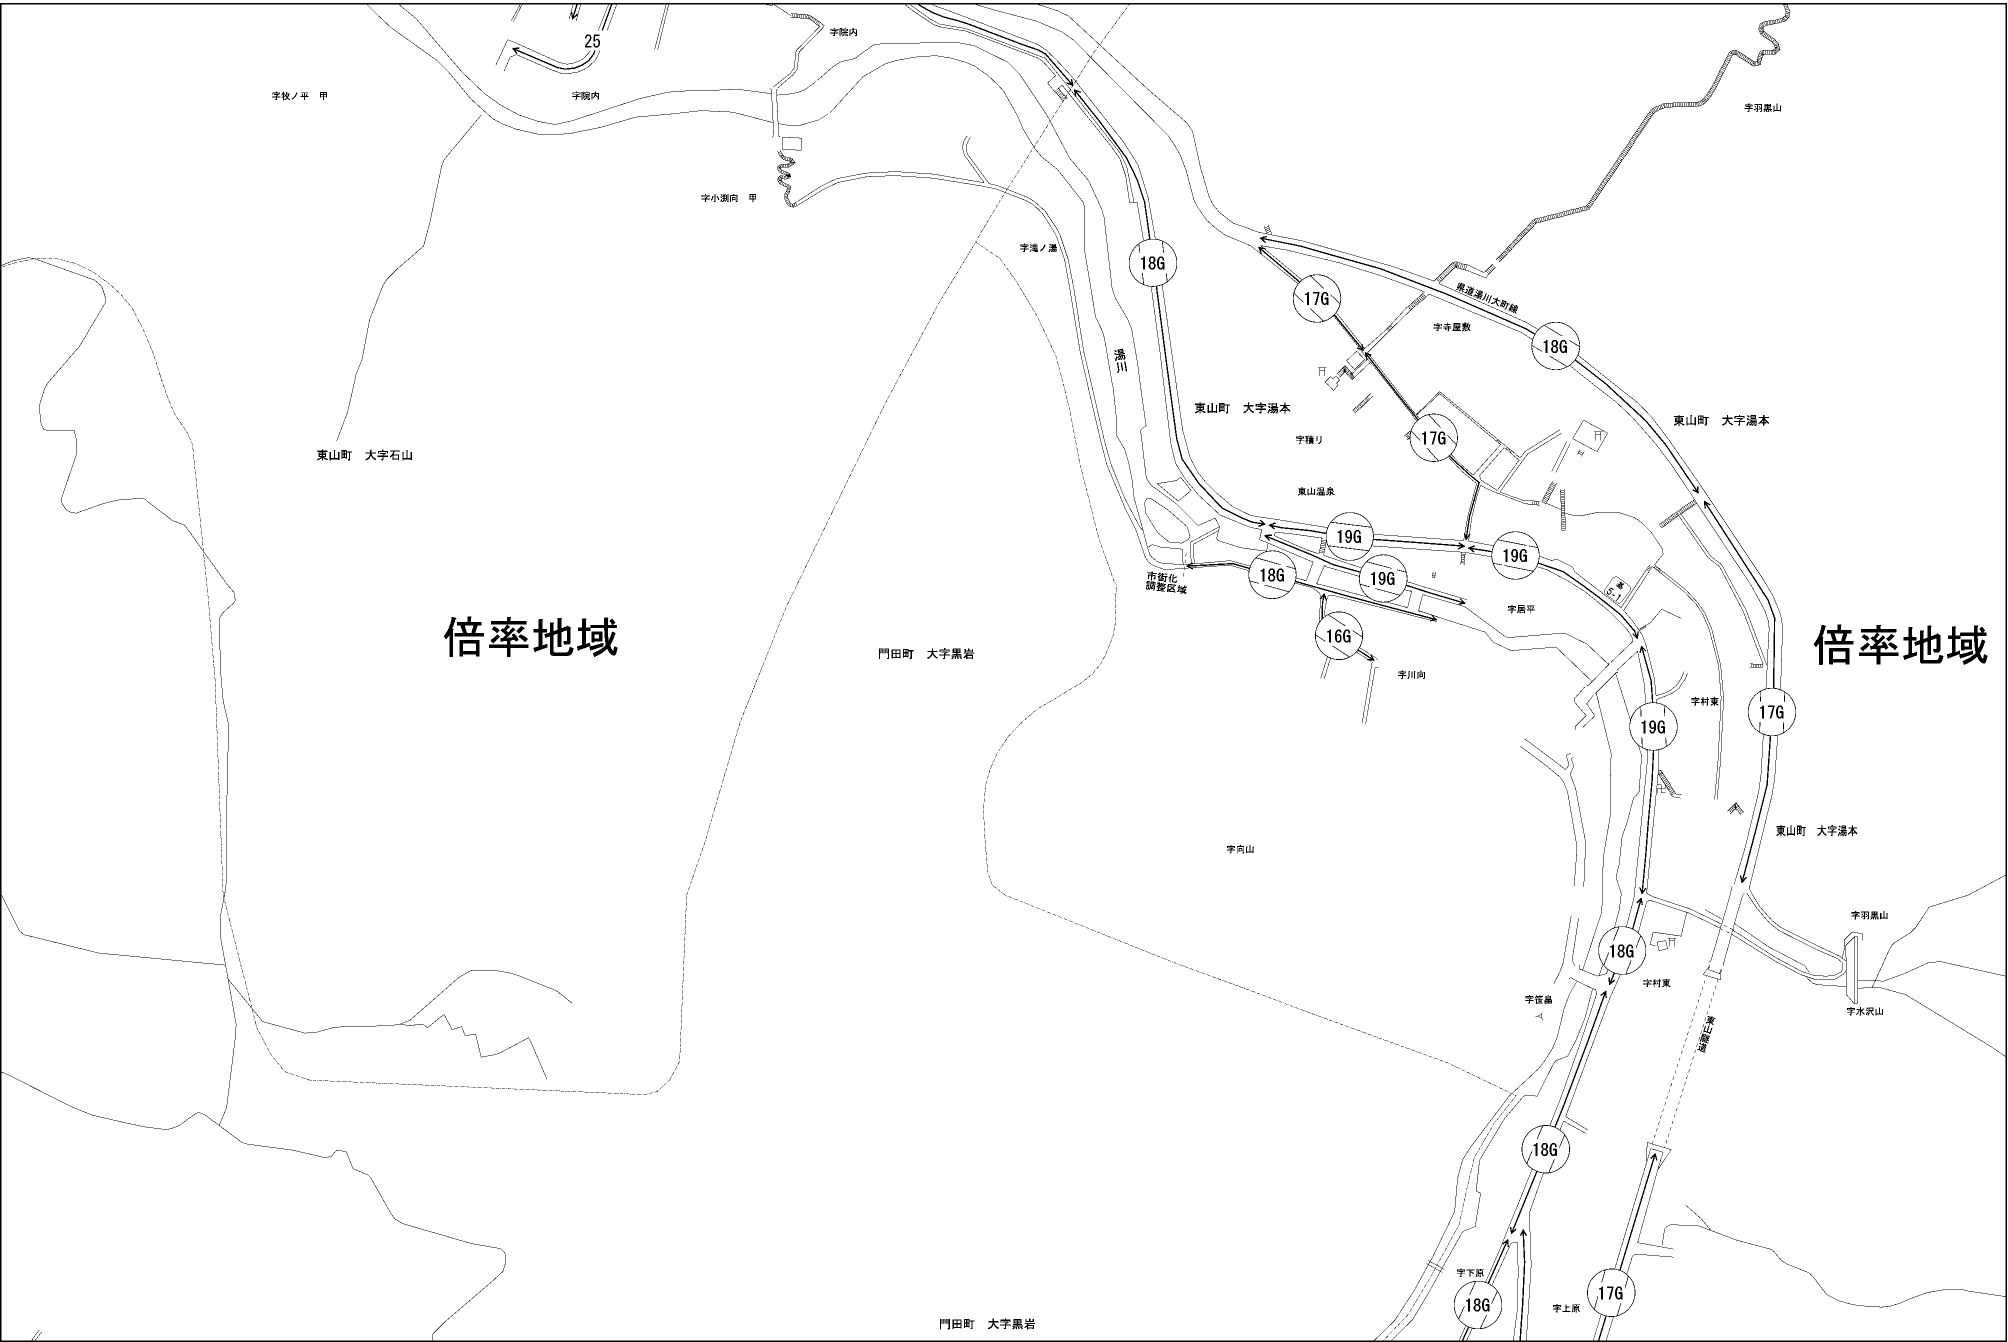 25
字院内
字牧ノ平　甲
字院内
字羽黒山
字小渕向　甲
字滝ノ湯
18G
17G
県道湯川大町線
字寺屋敷
18G
湯川
東山町　大字湯本
東山町　大字湯本
17G
東山町　大字石山
東山温泉
19G
19G
18G
19G
市街化
調整区域
基
5-1
字居平
16G
倍率地域
倍率地域
門田町　大字黒岩
字川向
字村東
17G
19G
東山町　大字湯本
字向山
字羽黒山
18G
字村東
字笹畠
字水沢山
東山隧道
18G
字下原
18G
字上原
17G
門田町　大字黒岩